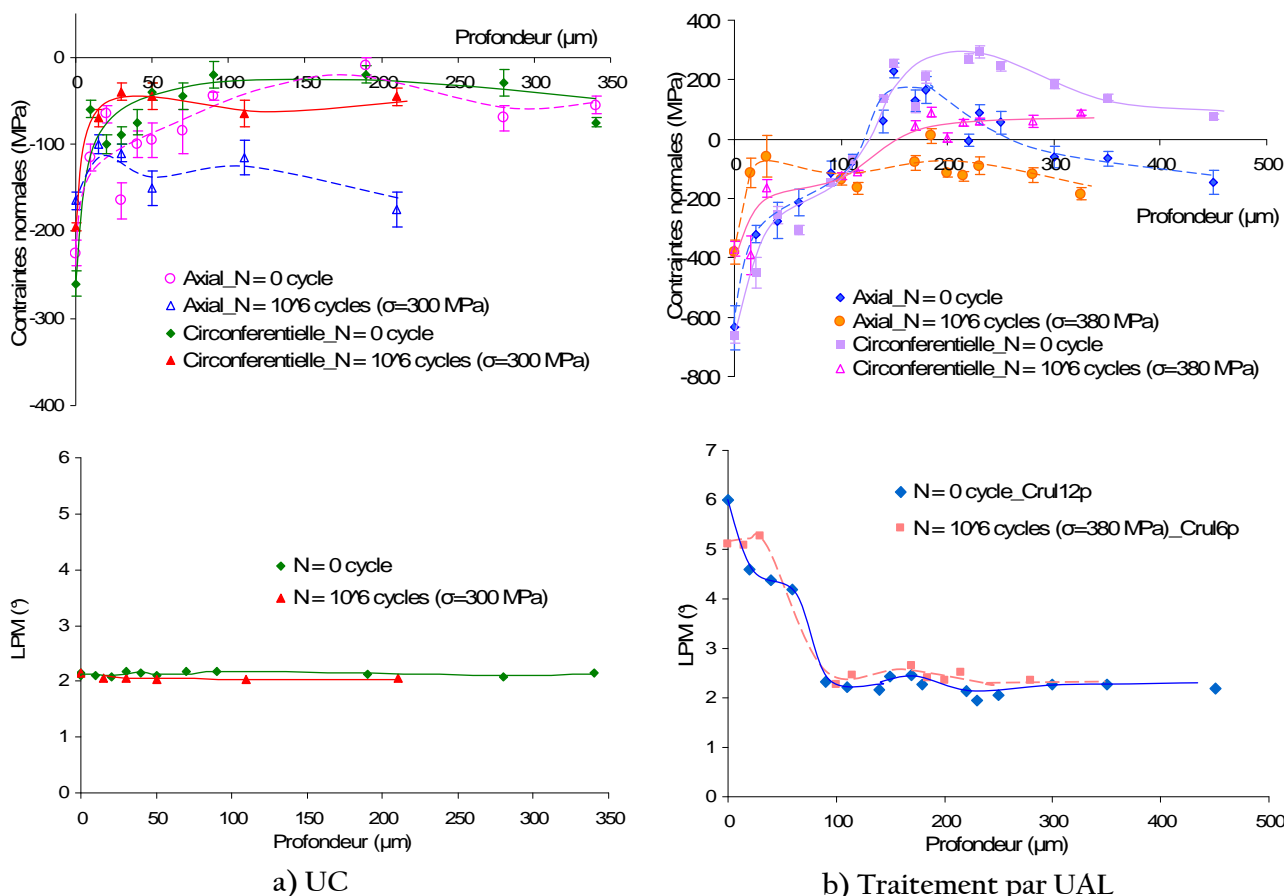 0
-100
-200
-300
-400
0
50
100
150
200
250
300
350
Profondeur (µm)
Contraintes normales (MPa)
Axial_N = 0 cycle
Axial_N = 10^6 cycles (σ=300 MPa)
Circonferentielle_N = 0 cycle
Circonferentielle_N = 10^6 cycles (σ=300 MPa)
400
200
0
-200
-400
-600
-800
0
100
200
300
400
500
Profondeur (µm)
Contraintes normales (MPa)
Axial_N = 0 cycle
Axial_N = 10^6 cycles (σ=380 MPa)
Circonferentielle_N = 0 cycle
Circonferentielle_N = 10^6 cycles (σ=380 MPa)
6
5
4
3
2
1
0
LPM (°)
N = 0 cycle
N = 10^6 cycles (σ=300 MPa)
0
50
100
150
200
250
300
350
Profondeur (µm)
a) UC
7
6
5
4
3
2
1
0
LPM (°)
N = 0 cycle_Crul12p
N = 10^6 cycles (σ=380 MPa)_Crul6p
0
100
200
300
400
500
Profondeur (µm)
b) Traitement par UAL